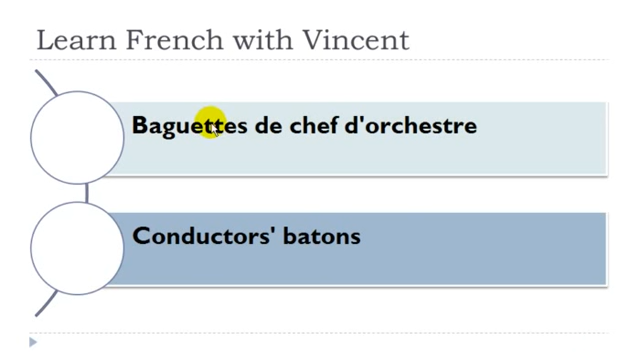 Learn French with Vincent
Baguettes de chef d'orchestre
Conductors' batons